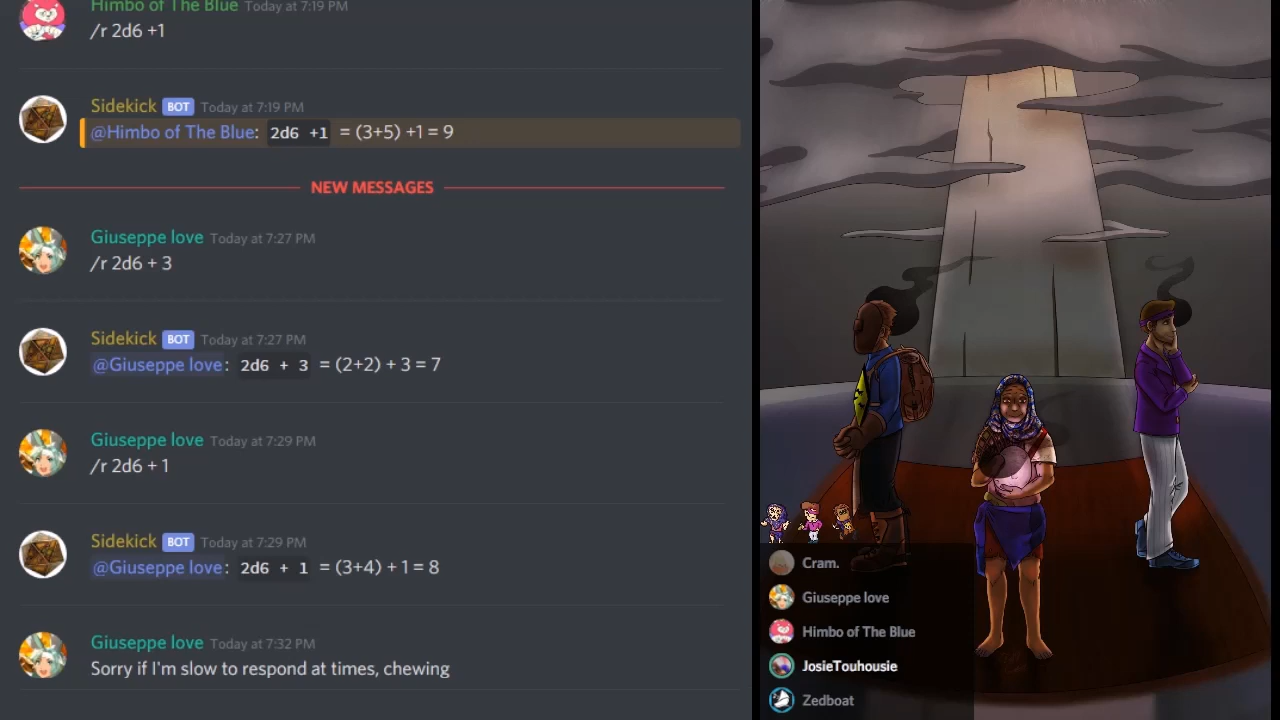 Himbo of The Blue Today at 7:19 PM
/r 2d6 +1
Sidekick BOT Today at 7:19 PM
@Himbo of The Blue: 2d6 +1 = (3+5) +1 = 9
NEW MESSAGES
Giuseppe love Today at 7:27 PM
/r 2d6 + 3
Sidekick BOT Today at 7:27 PM
@Giuseppe love: 2d6 + 3 = (2+2) + 3 = 7
Giuseppe love Today at 7:29 PM
/r 2d6 + 1
Sidekick BOT Today at 7:29 PM
@Giuseppe love: 2d6 + 1 = (3+4) + 1 = 8
Giuseppe love Today at 7:32 PM
Sorry if I'm slow to respond at times, chewing
Cram.
Giuseppe love
Himbo of The Blue
JosieTouhousie
Zedboat